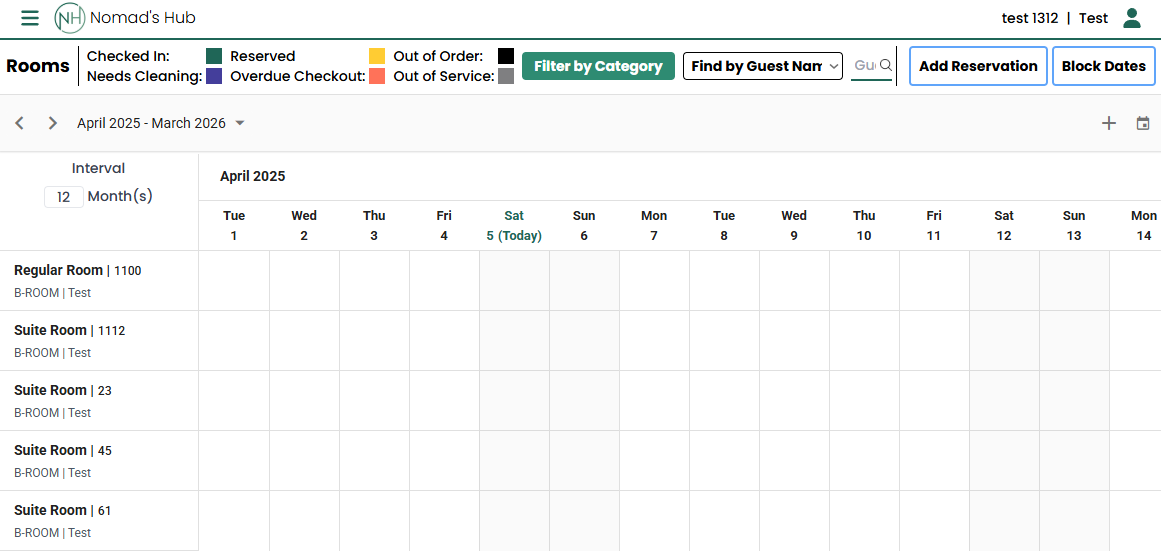 NH Nomad's Hub
test 1312 | Test
Rooms
Checked In:
Reserved
Out of Order:
Needs Cleaning:
Overdue Checkout:
Out of Service:
Filter by Category
Find by Guest Nam
Gu
Add Reservation
Block Dates
April 2025 - March 2026
Interval
12 Month(s)
April 2025
Tue Wed Thu Fri Sat Sun Mon Tue Wed Thu Fri Sat Sun Mon
1 2 3 4 5 (Today) 6 7 8 9 10 11 12 13 14
Regular Room | 1100
B-ROOM | Test
Suite Room | 1112
B-ROOM | Test
Suite Room | 23
B-ROOM | Test
Suite Room | 45
B-ROOM | Test
Suite Room | 61
B-ROOM | Test